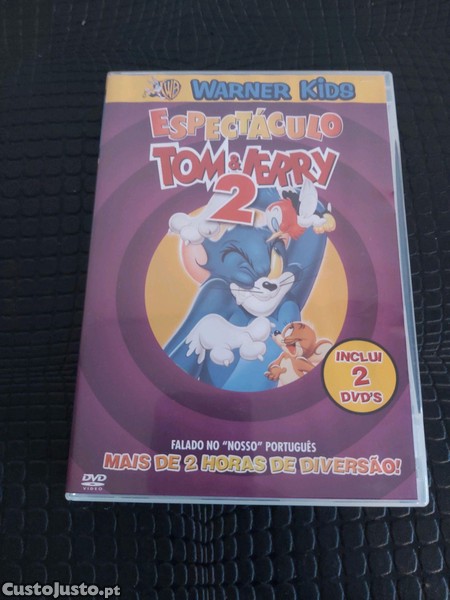 WB WARNER KIDS
ESPECTÁCULO
TOM & JERRY
2
INCLUI
2
DVD'S
FALADO NO "NOSSO" PORTUGUÊS
MAIS DE 2 HORAS DE DIVERSÃO!
DVD
VIDEO
CustoJusto.pt